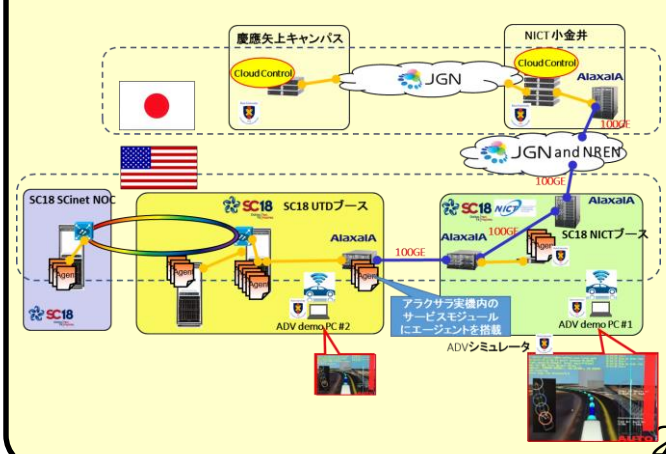 慶應矢上キャンパス
NICT 小金井
Cloud Control
JGN
Cloud Control
AlaxalA
100GE
JGN and NREN
100GE
SC18 SCinet NOC
SC18 UTDブース
SC18
NICT
AlaxalA
SC18 NICTブース
AlaxalA
AlaxalA
100GE
100GE
Agent
Agent
Agent
Agent
Agent
SC18
アラクサラ実機内の
サービスモジュール
にエージェントを搭載
ADV demo PC #2
ADV demo PC #1
ADVシミュレータ
AUTO